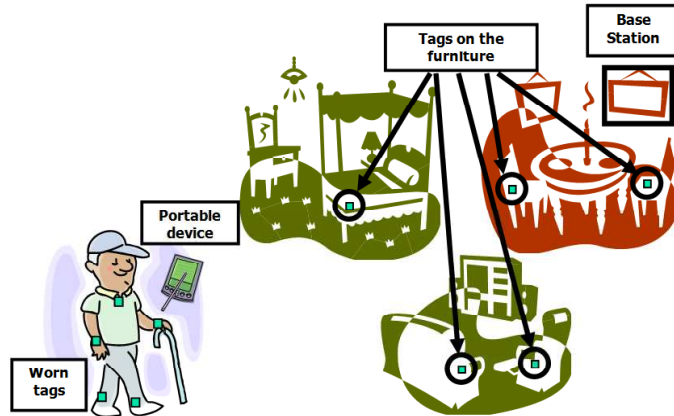 Tags on the
furniture
Base
Station
Portable
device
Worn
tags